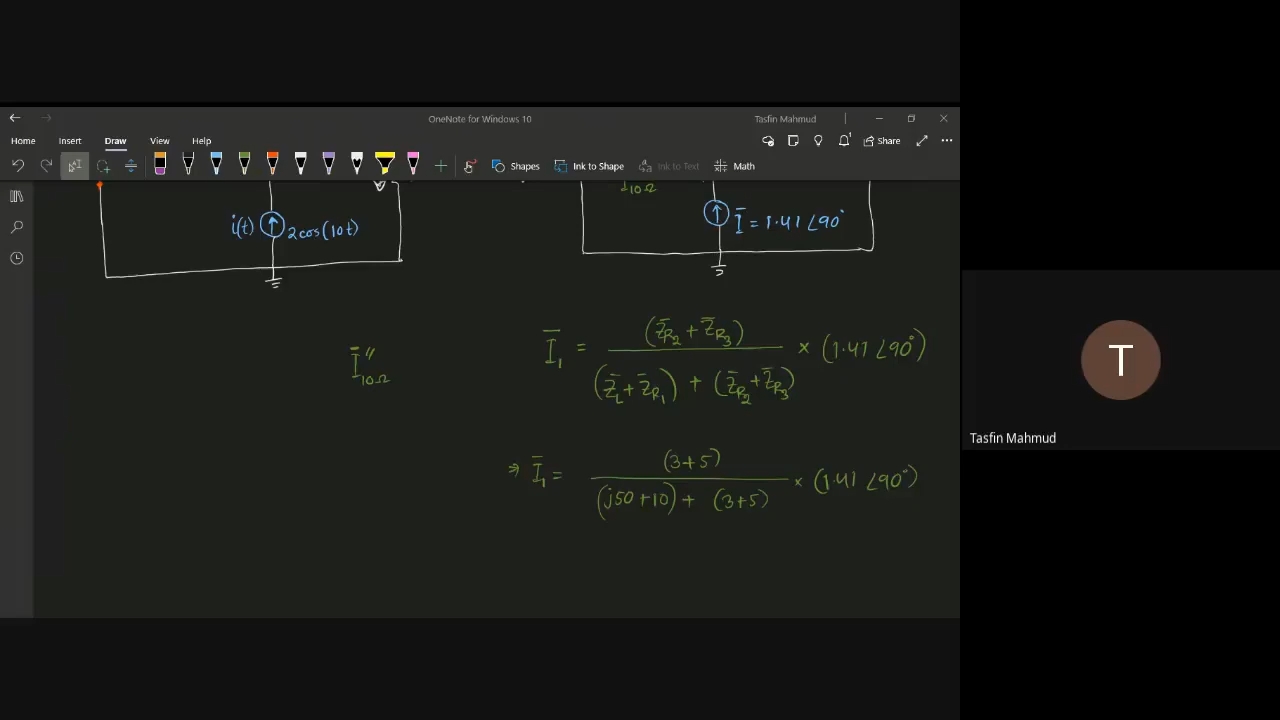 OneNote for Windows 10
Tasfin Mahmud
Home Insert Draw View Help
Share
Shapes Ink to Shape Ink to Text Math
I 10Ω
i(t) 2cos(10t)
Ī = 1.41 ∠90°
Ī″10Ω
Ī₁ = (Z̄R₂ + Z̄R₃) / ((Z̄L + Z̄R₁) + (Z̄R₂ + Z̄R₃)) × (1.41 ∠90°)
⇒ Ī₁ = (3+5) / ((j50+10) + (3+5)) × (1.41 ∠90°)
T
Tasfin Mahmud